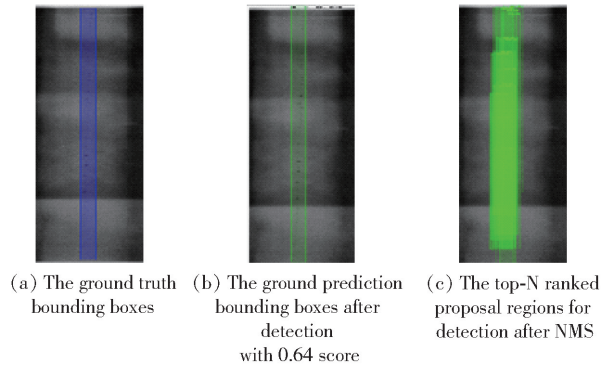 (a) The ground truth
bounding boxes
(b) The ground prediction
bounding boxes after
detection
with 0.64 score
(c) The top-N ranked
proposal regions for
detection after NMS